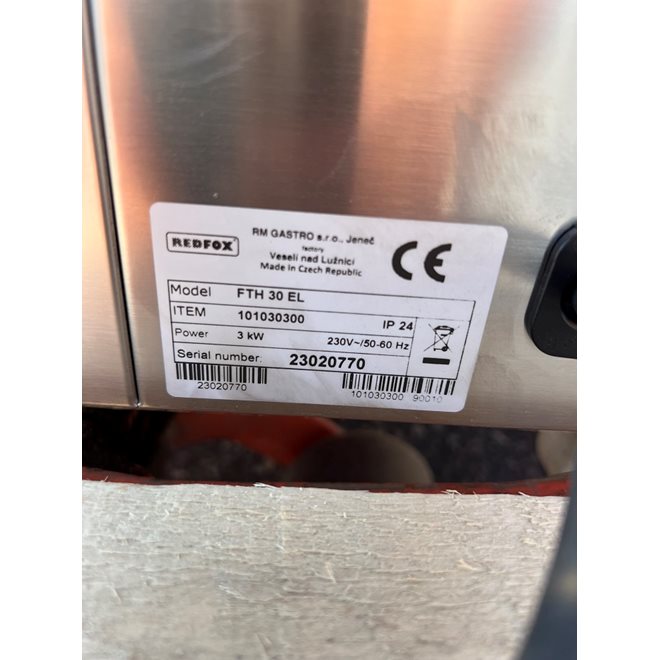 REDFOX
RM GASTRO s.r.o., Jeneč
factory
Veselí nad Lužnicí
Made in Czech Republic
CE
Model FTH 30 EL
ITEM 101030300 IP 24
Power 3 kW 230V~/50-60 Hz
Serial number: 23020770
23020770
101030300 90010